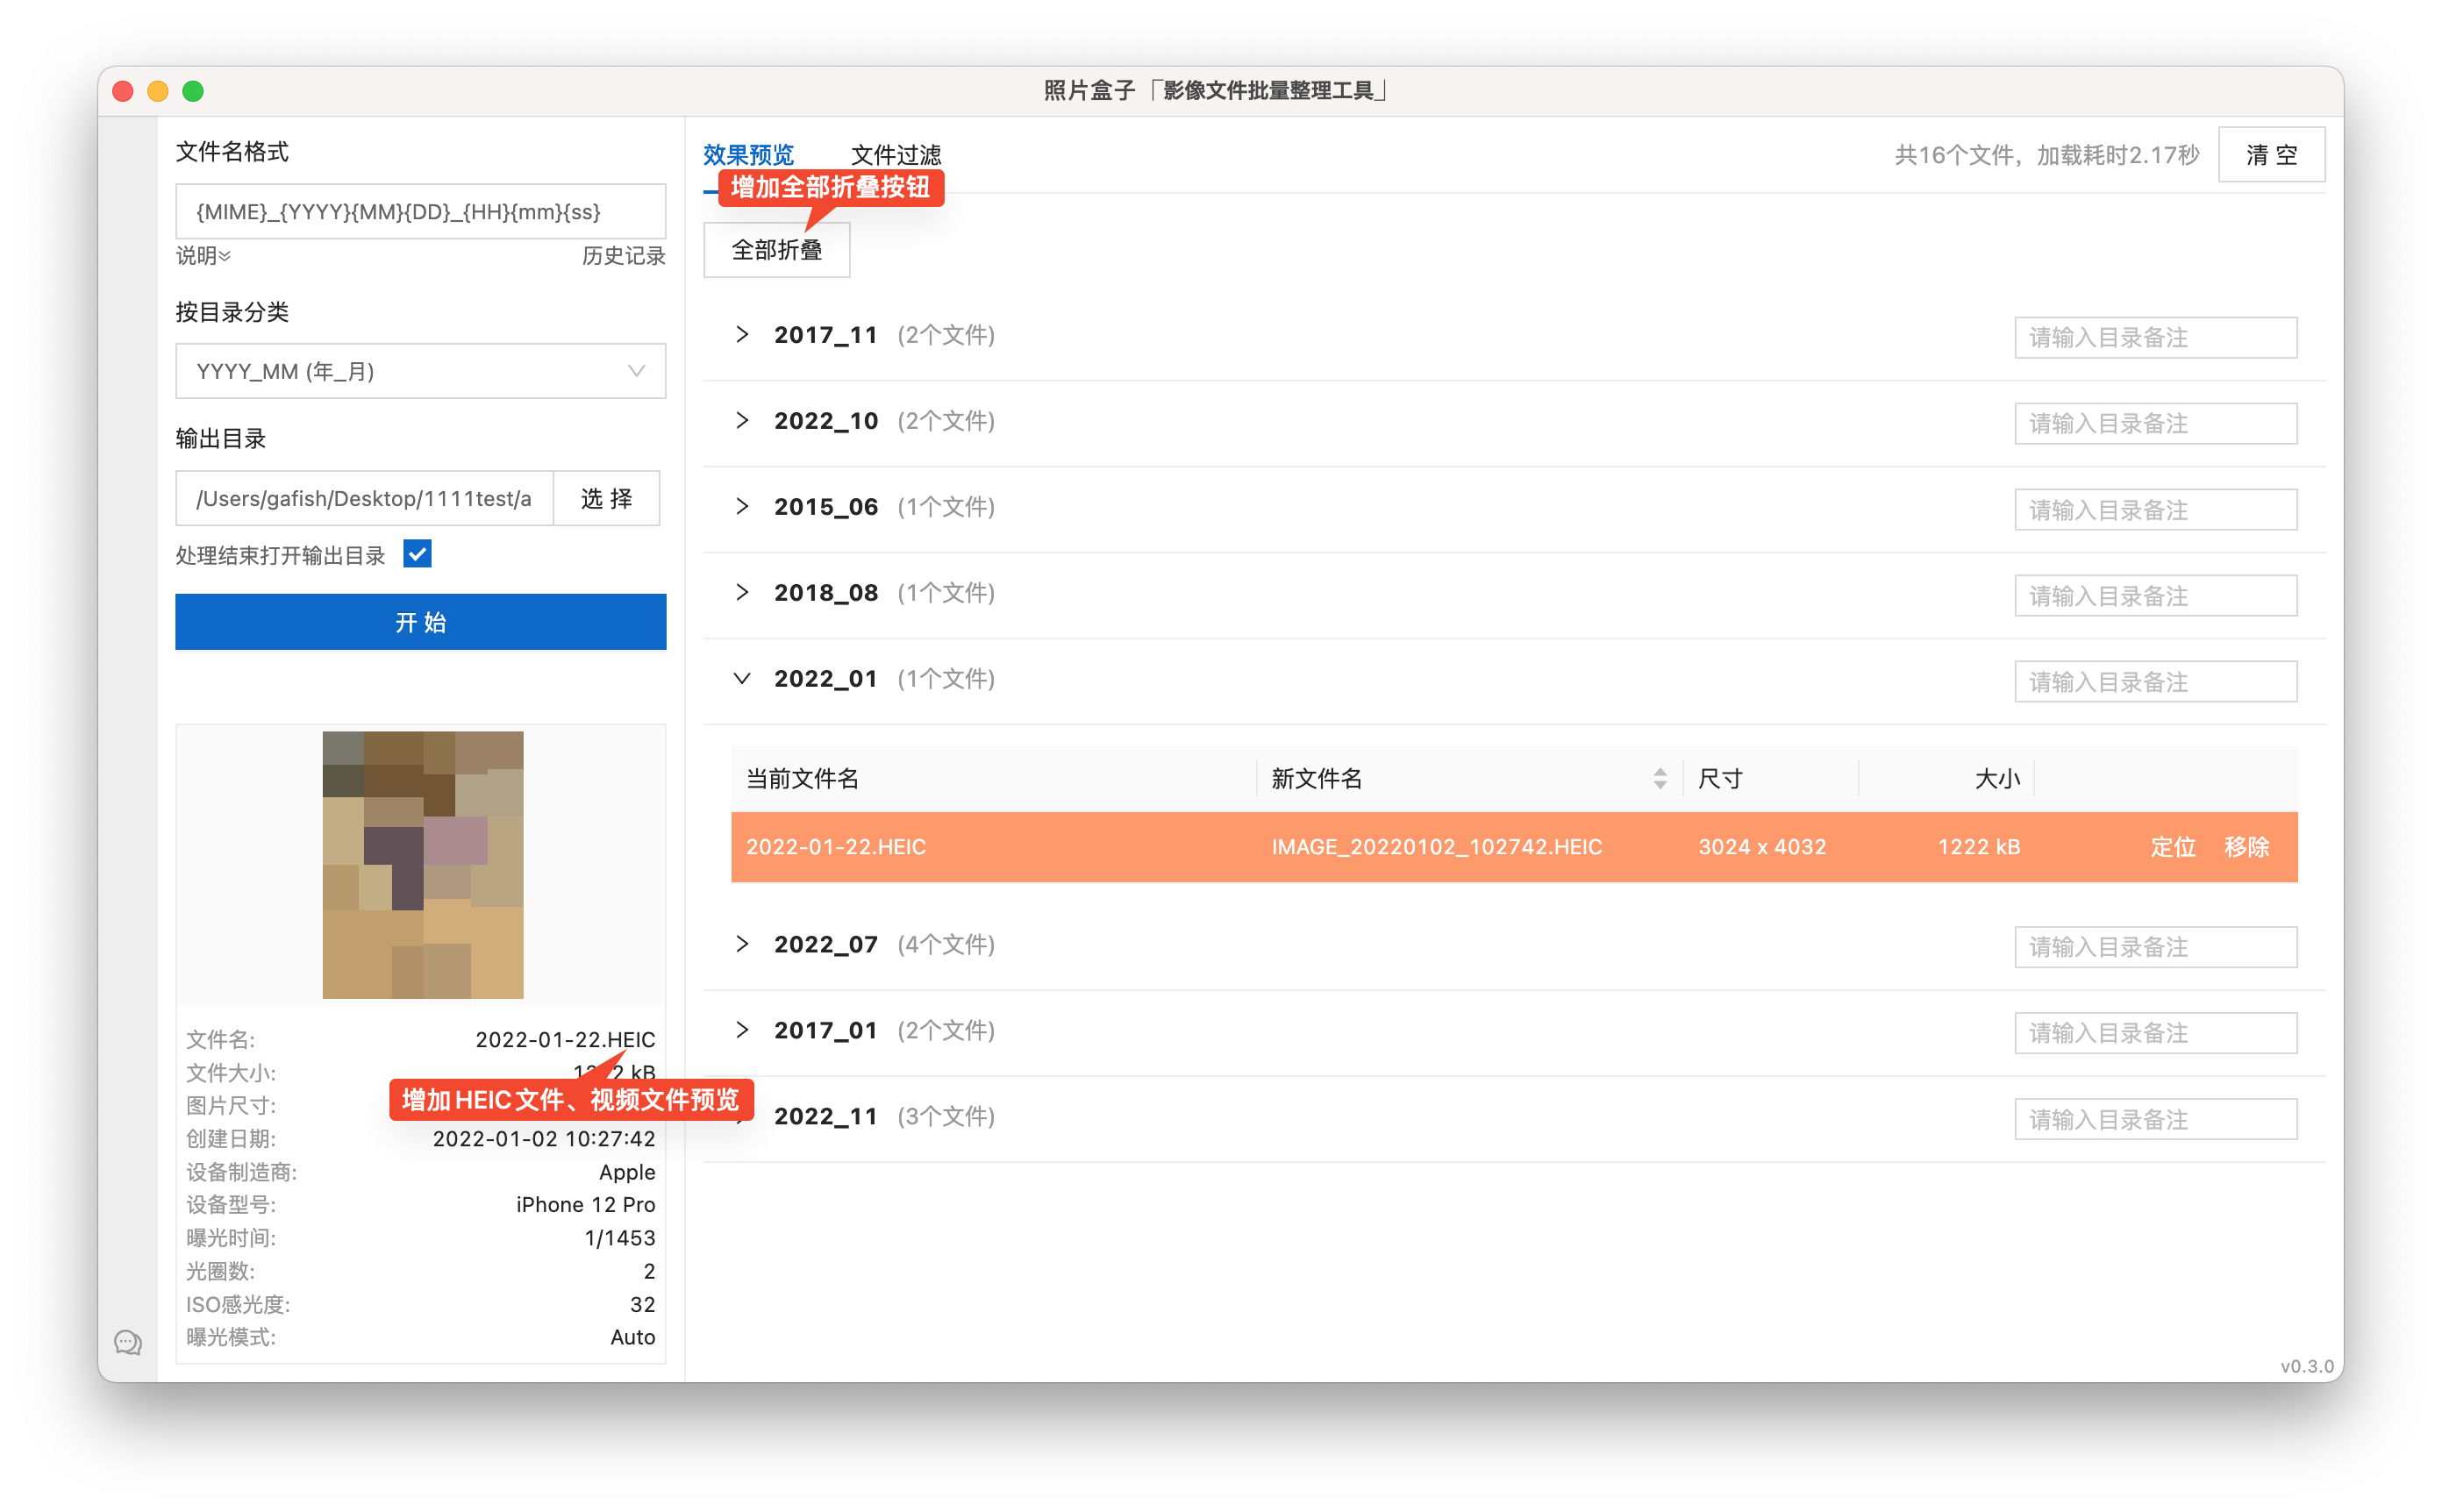 照片盒子「影像文件批量整理工具」
文件名格式
{MIME}_{YYYY}{MM}{DD}_{HH}{mm}{ss}
说明
历史记录
按目录分类
YYYY_MM (年_月)
输出目录
/Users/gafish/Desktop/1111test/a
选 择
处理结束打开输出目录
开 始
文件名:
2022-01-22.HEIC
文件大小:
kB
增加HEIC文件、视频文件预览
图片尺寸:
创建日期:
2022-01-02 10:27:42
设备制造商:
Apple
设备型号:
iPhone 12 Pro
曝光时间:
1/1453
光圈数:
2
ISO感光度:
32
曝光模式:
Auto
效果预览
文件过滤
共16个文件，加载耗时2.17秒
清 空
增加全部折叠按钮
全部折叠
2017_11 (2个文件)
请输入目录备注
2022_10 (2个文件)
请输入目录备注
2015_06 (1个文件)
请输入目录备注
2018_08 (1个文件)
请输入目录备注
2022_01 (1个文件)
请输入目录备注
当前文件名
新文件名
尺寸
大小
2022-01-22.HEIC
IMAGE_20220102_102742.HEIC
3024 x 4032
1222 kB
定位
移除
2022_07 (4个文件)
请输入目录备注
2017_01 (2个文件)
请输入目录备注
2022_11 (3个文件)
请输入目录备注
v0.3.0